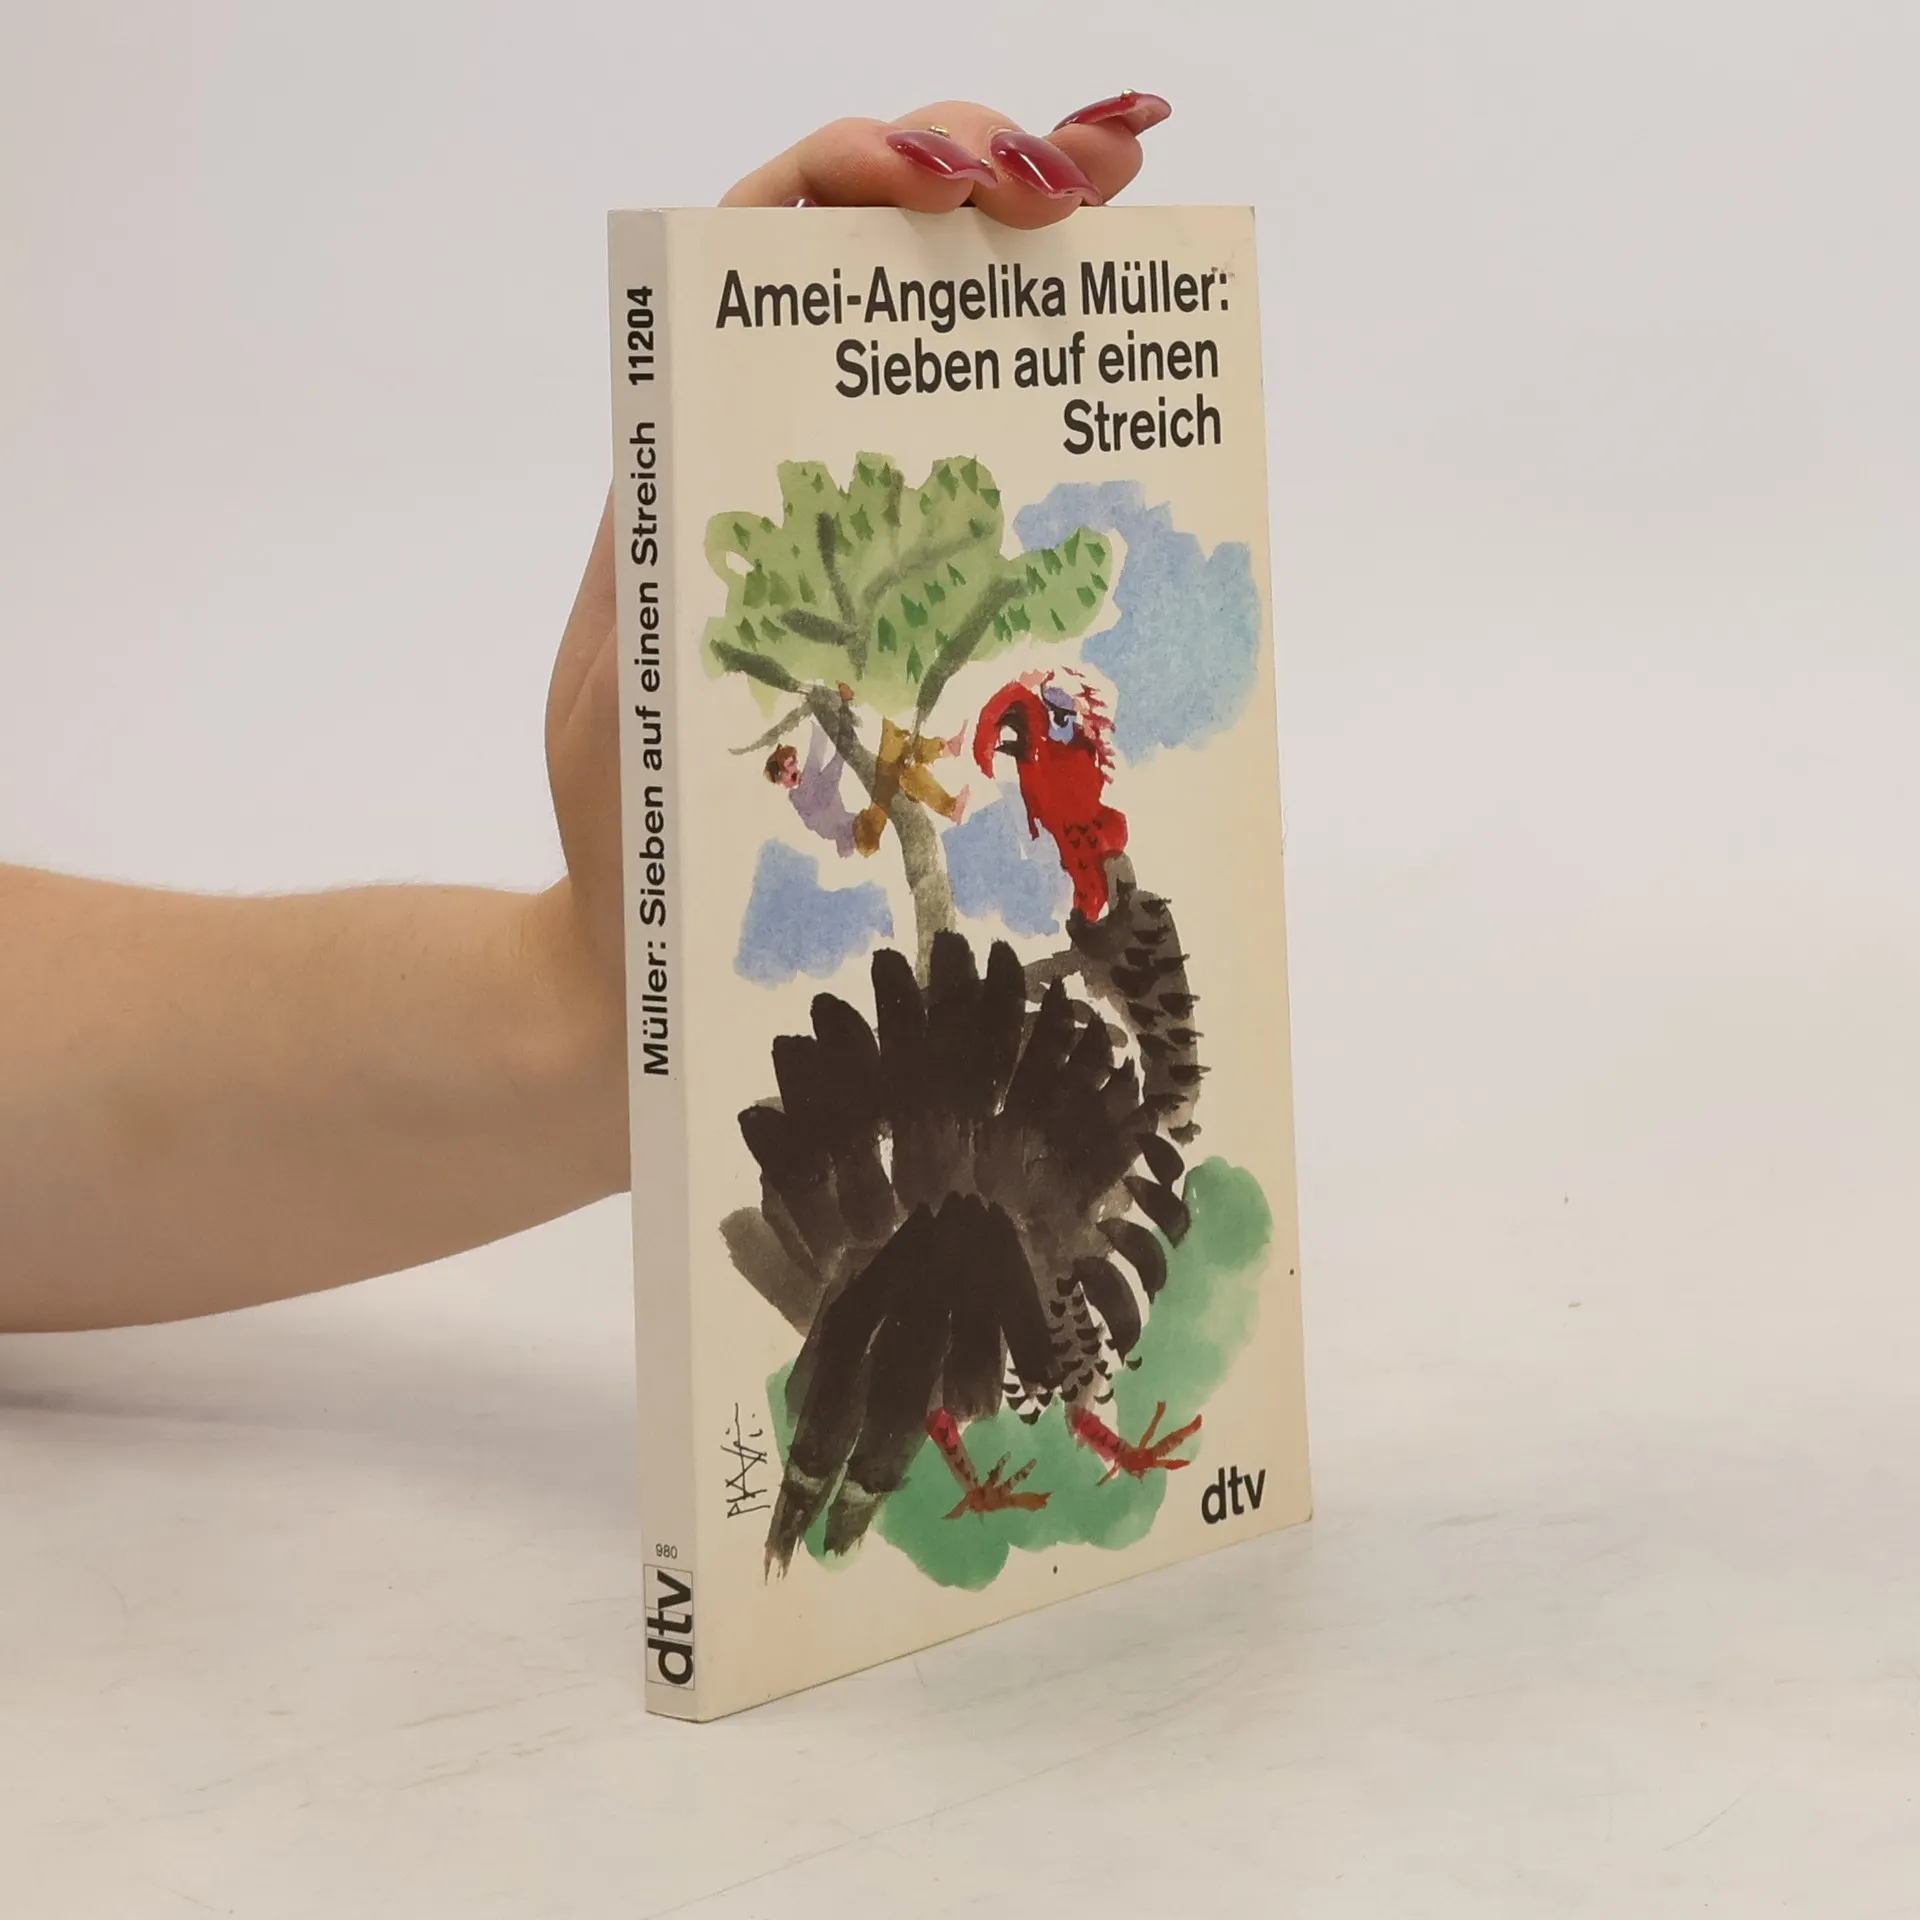 Amei-Angelika Müller:
Sieben auf einen
Streich
dtv
Müller: Sieben auf einen Streich 11204
980
dtv